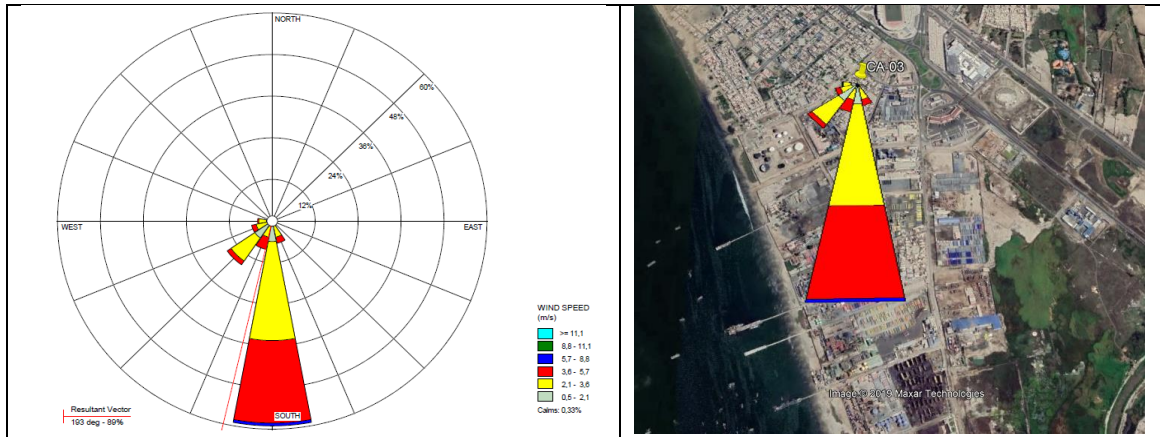 NORTH
60%
48%
36%
24%
12%
WEST
EAST
SOUTH
WIND SPEED
(m/s)
>= 11,1
8,8 - 11,1
5,7 - 8,8
3,6 - 5,7
2,1 - 3,6
0,5 - 2,1
Calms: 0,33%
Resultant Vector
193 deg - 89%
CA-03
Image © 2019 Maxar Technologies